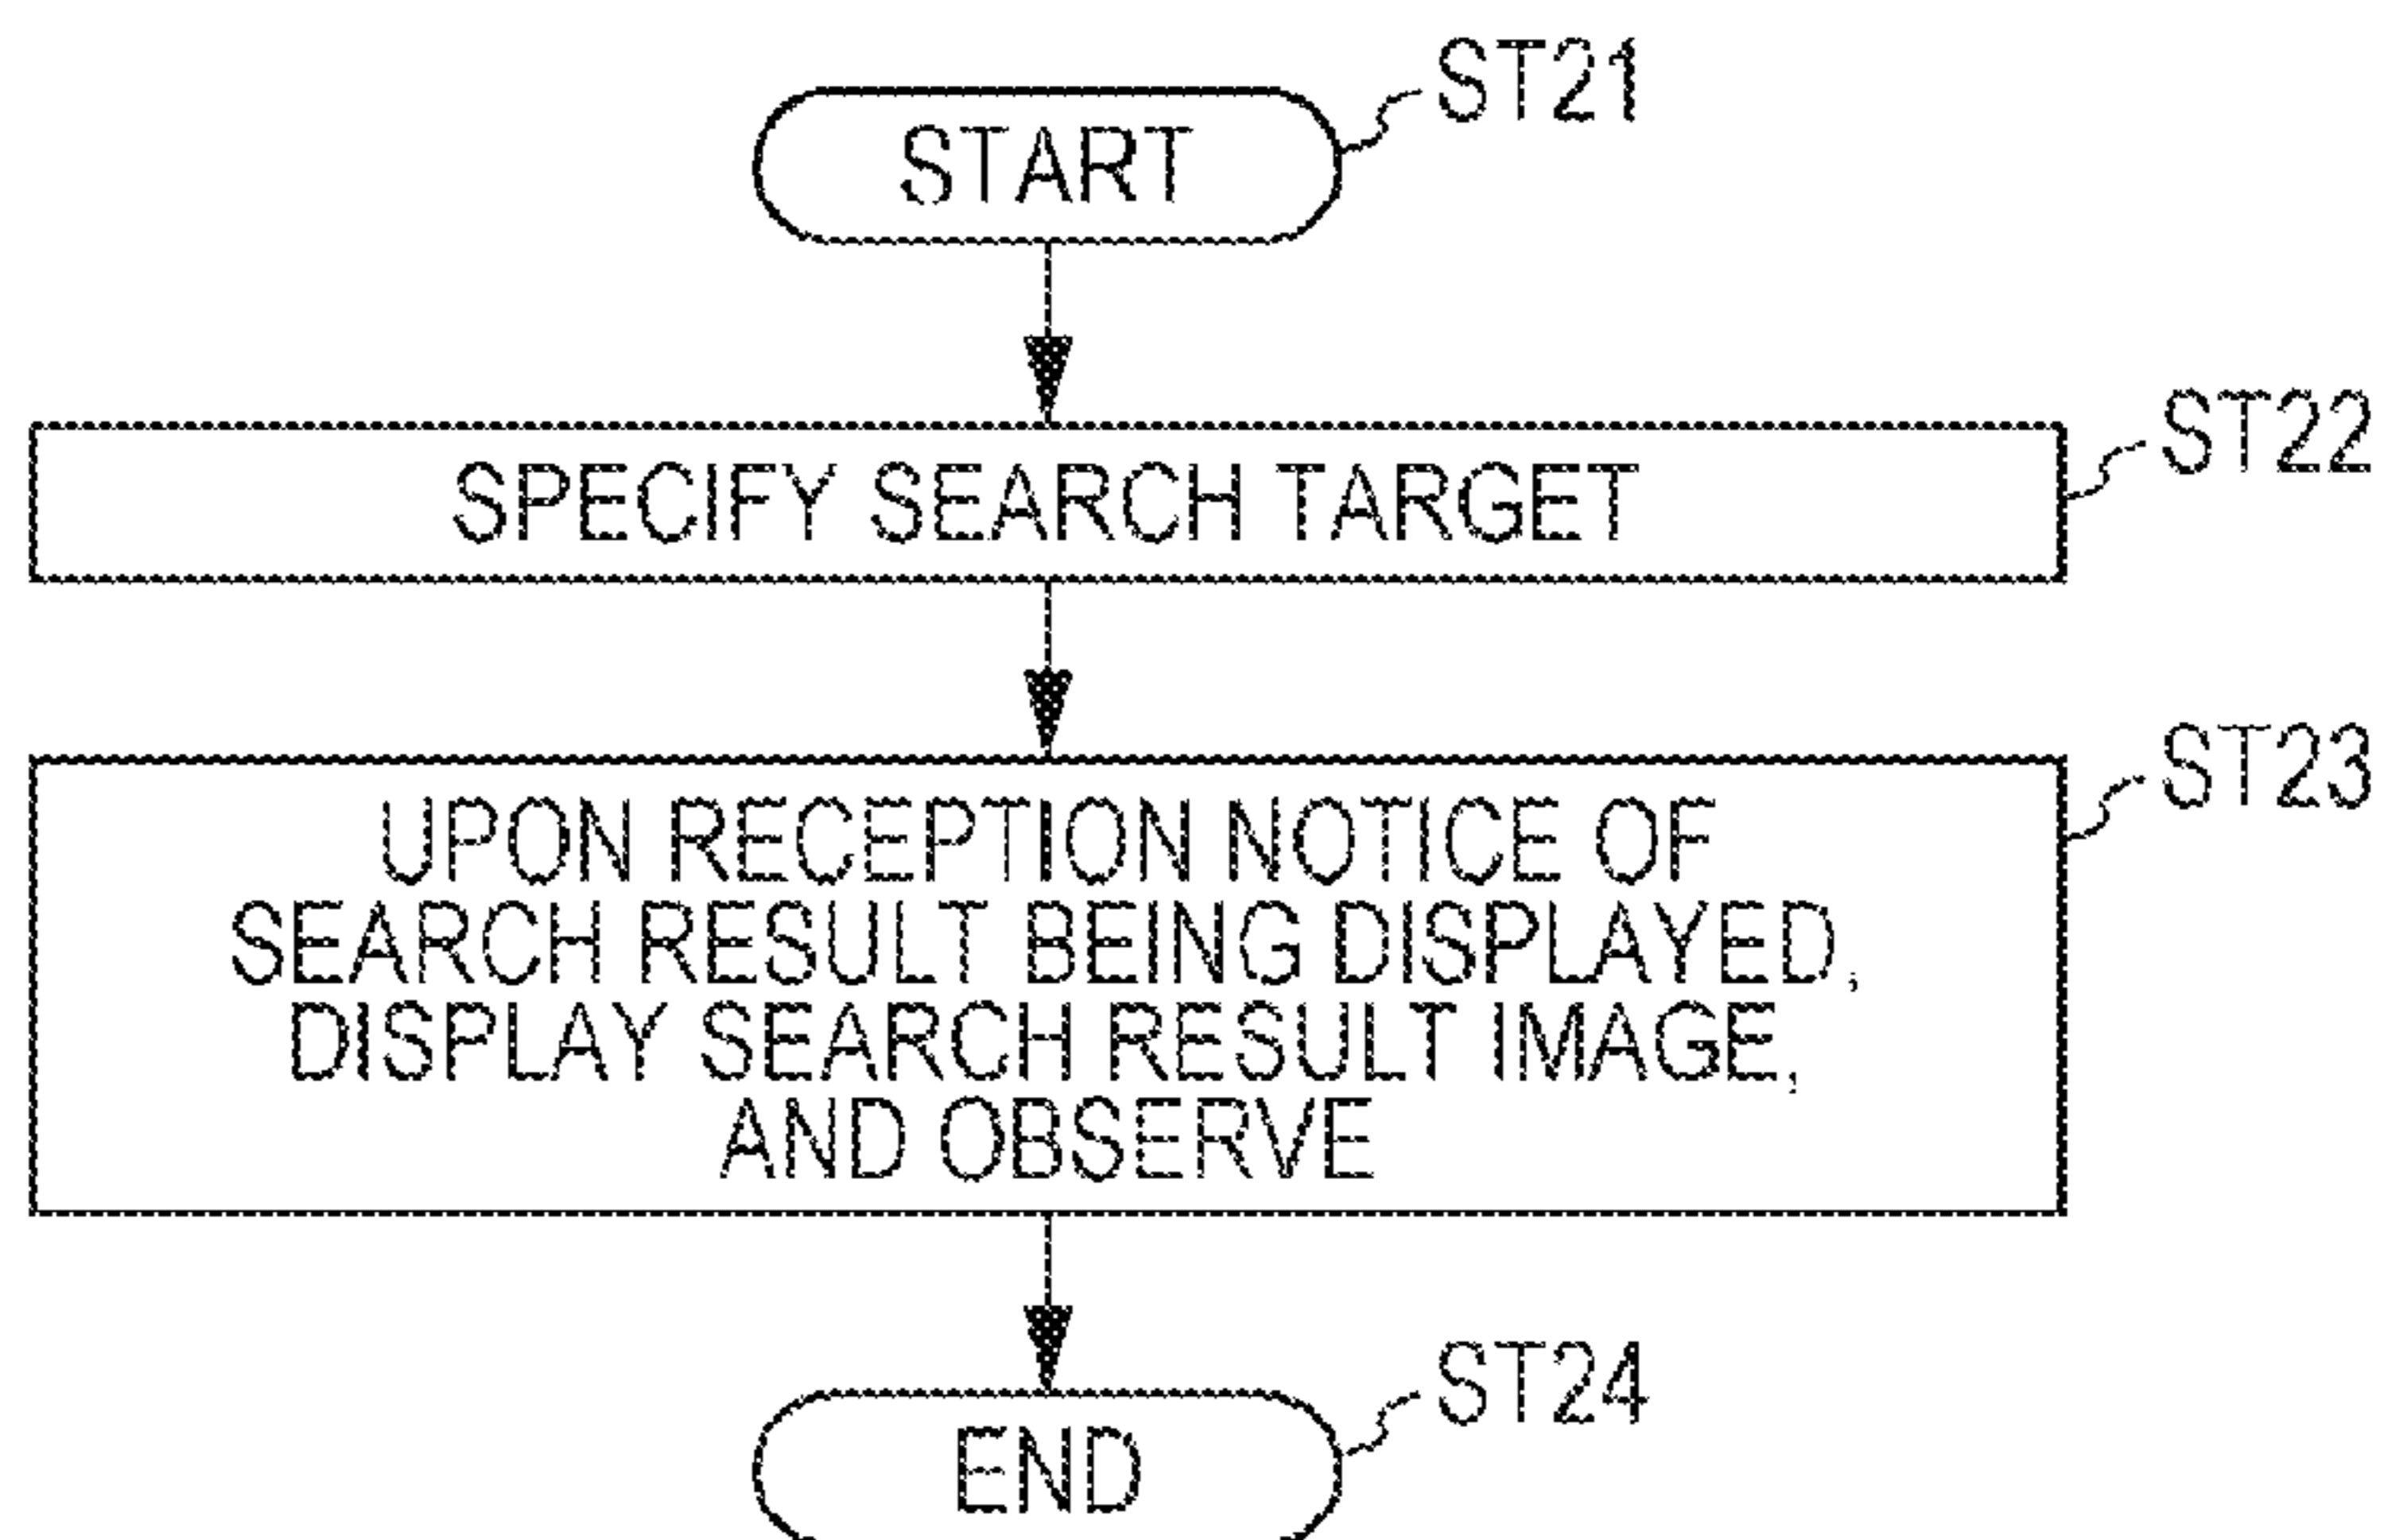 ST21
START
ST22
SPECIFY SEARCH TARGET
ST23
UPON RECEPTION NOTICE OF
SEARCH RESULT BEING DISPLAYED,
DISPLAY SEARCH RESULT IMAGE,
AND OBSERVE
ST24
END